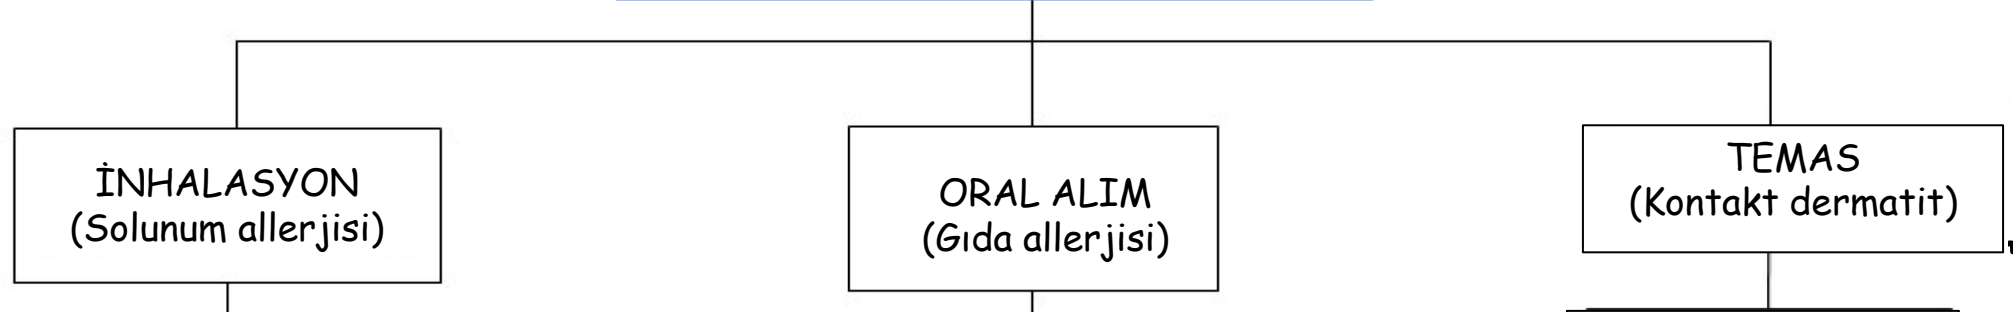 İNHALASYON
(Solunum allerjisi)
ORAL ALIM
(Gıda allerjisi)
TEMAS
(Kontakt dermatit)